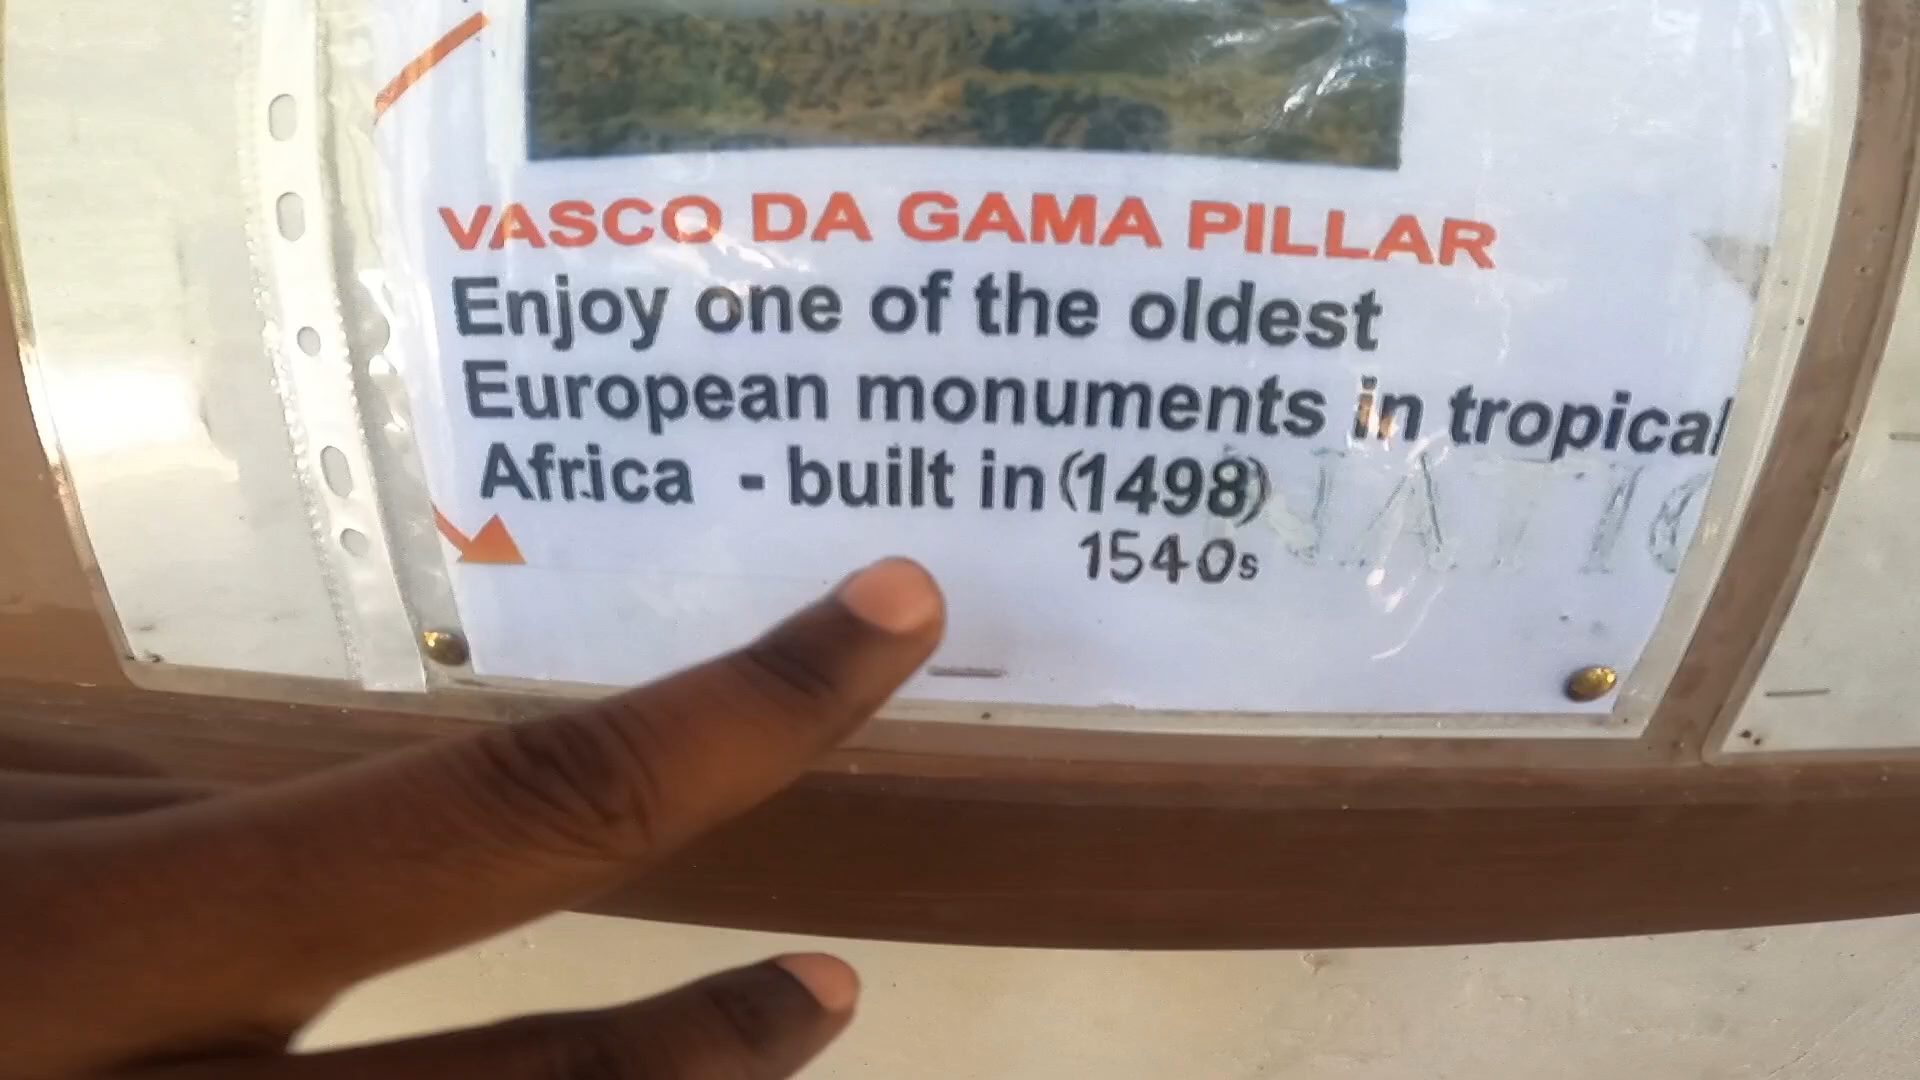 VASCO DA GAMA PILLAR
Enjoy one of the oldest
European monuments in tropical
Africa - built in (1498)
1540s